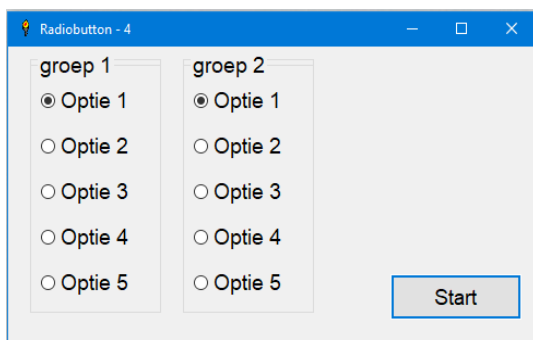 Radiobutton - 4
groep 1
Optie 1
Optie 2
Optie 3
Optie 4
Optie 5
groep 2
Optie 1
Optie 2
Optie 3
Optie 4
Optie 5
Start